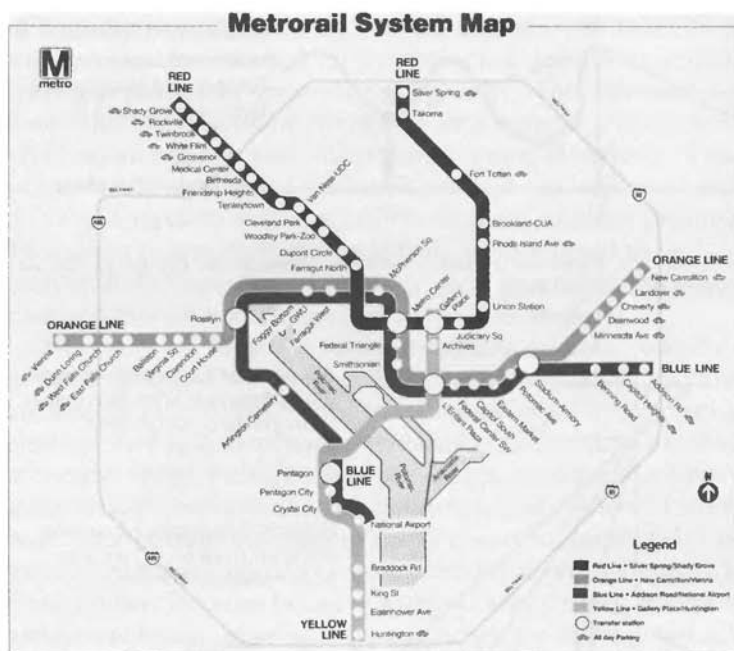 Metrorail System Map
M
metro
RED
LINE
RED
LINE
Silver Spring
Takoma
Shady Grove
Rockville
Twinbrook
White Flint
Grosvenor
Medical Center
Bethesda
Friendship Heights
Tenleytown
Van Ness-UDC
Cleveland Park
Woodley Park-Zoo
Dupont Circle
Farragut North
Fort Totten
Brookland-CUA
Rhode Island Ave
Union Station
Judiciary Sq
Gallery
Place
Metro Center
McPherson Sq
Farragut West
Foggy Bottom
GWU
Rosslyn
ORANGE LINE
New Carrollton
Landover
Cheverly
Deanwood
Minnesota Ave
ORANGE LINE
Vienna
Dunn Loring
West Falls Church
East Falls Church
Ballston
Virginia Sq
Clarendon
Court House
Federal Triangle
Smithsonian
Archives
L'Enfant Plaza
Federal Center SW
Capitol South
Eastern Market
Potomac Ave
Stadium-Armory
BLUE LINE
Benning Road
Capitol Heights
Addison Rd
Arlington Cemetery
Pentagon
BLUE
LINE
Pentagon City
Crystal City
National Airport
Potomac
River
Braddock Rd
King St
Eisenhower Ave
YELLOW
LINE
Huntington
N
Legend
Red Line • Silver Spring/Shady Grove
Orange Line • New Carrollton/Vienna
Blue Line • Addison Road/National Airport
Yellow Line • Gallery Place/Huntington
Transfer station
All day Parking